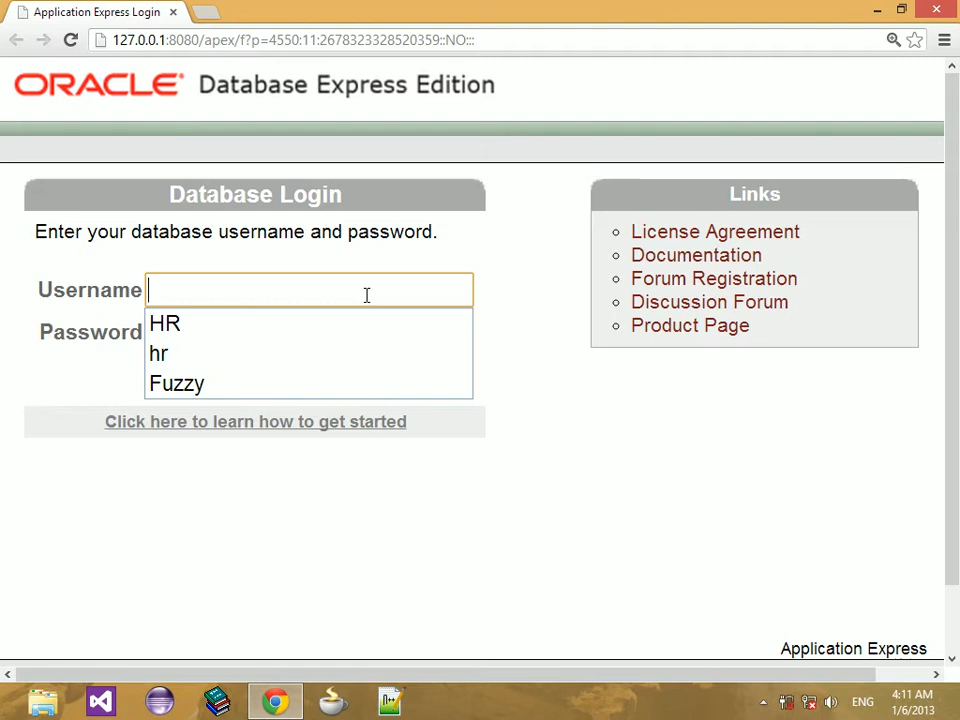 Application Express Login
127.0.0.1:8080/apex/f?p=4550:11:2678323328520359::NO:::
ORACLE® Database Express Edition
Database Login
Enter your database username and password.
Username
HR
Password
hr
Fuzzy
Click here to learn how to get started
Links
License Agreement
Documentation
Forum Registration
Discussion Forum
Product Page
Application Express
ENG
4:11 AM
1/6/2013